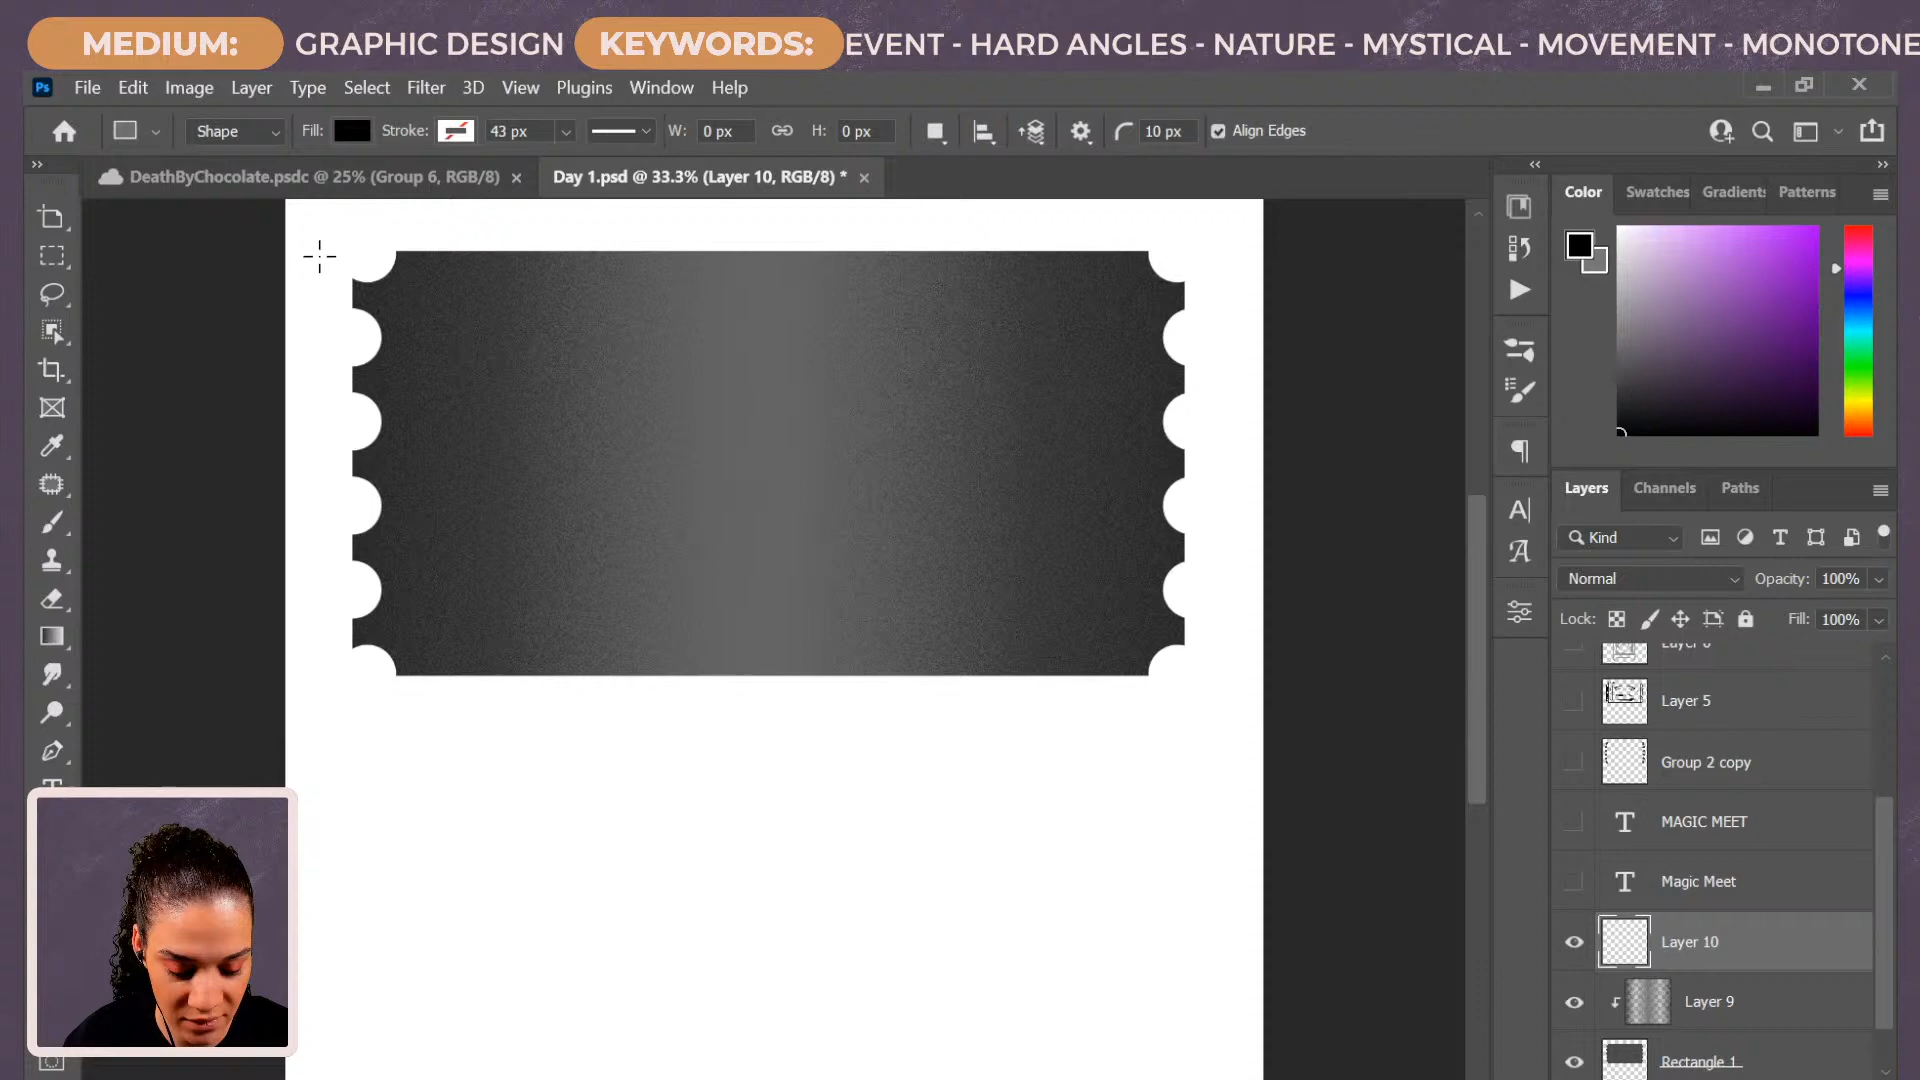 MEDIUM: GRAPHIC DESIGN KEYWORDS: EVENT - HARD ANGLES - NATURE - MYSTICAL - MOVEMENT - MONOTONE
Ps File Edit Image Layer Type Select Filter 3D View Plugins Window Help
Shape Fill: Stroke: 43 px W: 0 px H: 0 px 10 px Align Edges
DeathByChocolate.psdc @ 25% (Group 6, RGB/8) × Day 1.psd @ 33.3% (Layer 10, RGB/8) * ×
Color Swatches Gradients Patterns
Layers Channels Paths
Kind
Normal Opacity: 100%
Lock: Fill: 100%
Layer 5
Group 2 copy
T MAGIC MEET
T Magic Meet
Layer 10
Layer 9
Rectangle 1